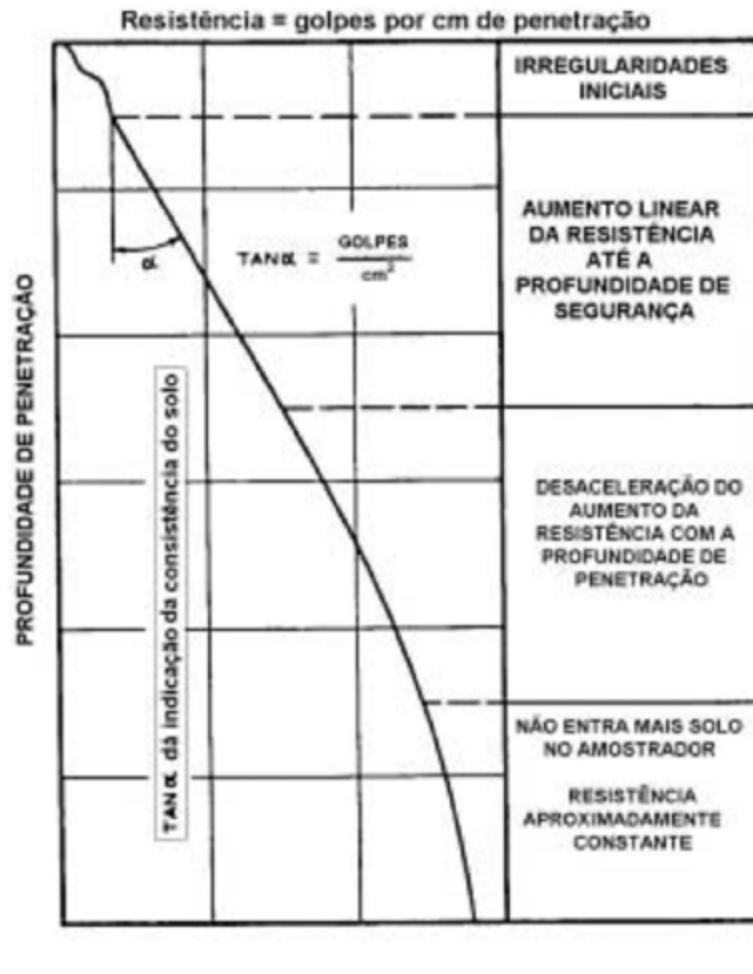 Resistência = golpes por cm de penetração
IRREGULARIDADES
INICIAIS
AUMENTO LINEAR
DA RESISTÊNCIA
ATÉ A
PROFUNDIDADE DE
SEGURANÇA
α
TAN α = GOLPES
cm²
PROFUNDIDADE DE PENETRAÇÃO
TAN α dá indicação da consistência do solo
DESACELERAÇÃO DO
AUMENTO DA
RESISTÊNCIA COM A
PROFUNDIDADE DE
PENETRAÇÃO
NÃO ENTRA MAIS SOLO
NO AMOSTRADOR
RESISTÊNCIA
APROXIMADAMENTE
CONSTANTE